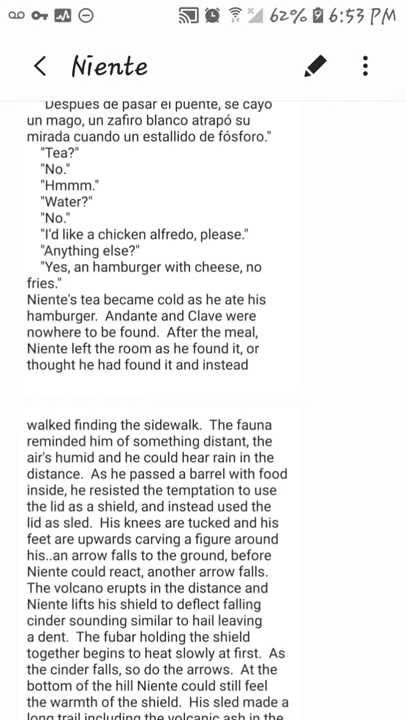 62% 6:53 PM
Niente
"Despues de pasar el puente, se cayo
un mago, un zafiro blanco atrapó su
mirada cuando un estallido de fósforo."
"Tea?"
"No."
"Hmmm."
"Water?"
"No."
"I'd like a chicken alfredo, please."
"Anything else?"
"Yes, an hamburger with cheese, no
fries."
Niente's tea became cold as he ate his
hamburger.  Andante and Clave were
nowhere to be found.  After the meal,
Niente left the room as he found it, or
thought he had found it and instead
walked finding the sidewalk.  The fauna
reminded him of something distant, the
air's humid and he could hear rain in the
distance.  As he passed a barrel with food
inside, he resisted the temptation to use
the lid as a shield, and instead used the
lid as sled.  His knees are tucked and his
feet are upwards carving a figure around
his..an arrow falls to the ground, before
Niente could react, another arrow falls.
The volcano erupts in the distance and
Niente lifts his shield to deflect falling
cinder sounding similar to hail leaving
a dent.  The fubar holding the shield
together begins to heat slowly at first.  As
the cinder falls, so do the arrows.  At the
bottom of the hill Niente could still feel
the warmth of the shield.  His sled made a
long trail including the volcanic ash in the